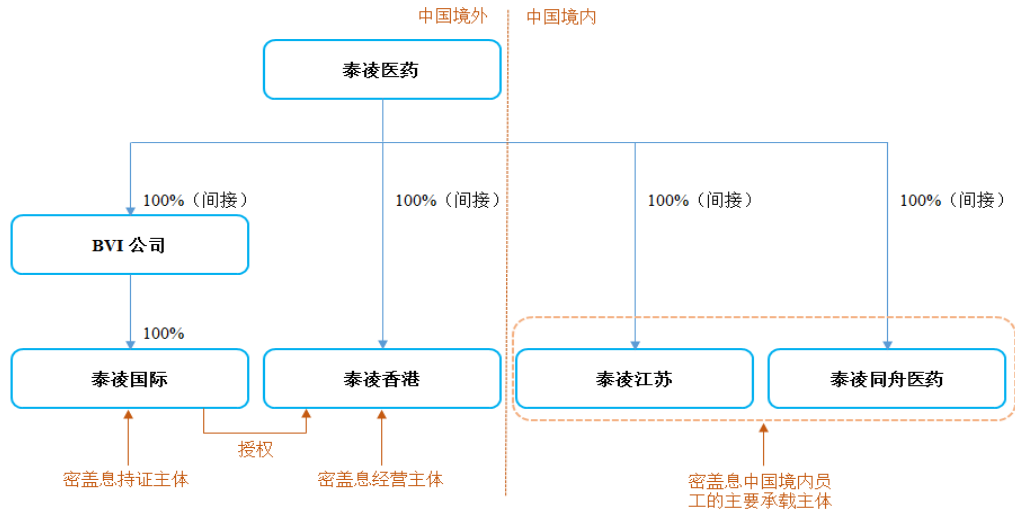 中国境外
中国境内
泰凌医药
100%（间接）
100%（间接）
100%（间接）
100%（间接）
BVI 公司
100%
泰凌国际
泰凌香港
泰凌江苏
泰凌同舟医药
授权
密盖息持证主体
密盖息经营主体
密盖息中国境内员
工的主要承载主体